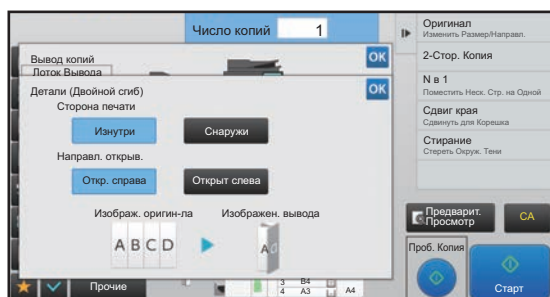 Число копий 1
Вывод копий
OK
Лоток Вывода
Детали (Двойной сгиб)
OK
Сторона печати
Изнутри
Снаружи
Направл. открыв.
Откр. справа
Открыт слева
Изображ. оригин-ла
Изображен. вывода
A B C D
A d
Прочие
3 B4
4 A3
A4
Оригинал
Изменить Размер/Направл.
2-Стор. Копия
N в 1
Поместить Неск. Стр. на Одной
Сдвиг края
Сдвинуть для Корешка
Стирание
Стереть Окруж. Тени
Предварит.
Просмотр
CA
Проб. Копия
Старт